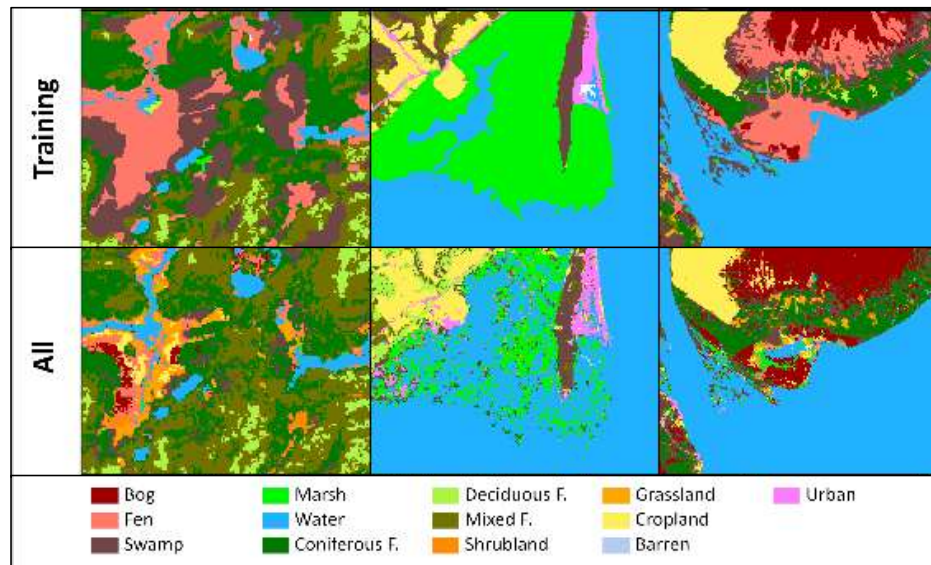 Training
All
Bog Marsh Deciduous F. Grassland Urban
Fen Water Mixed F. Cropland
Swamp Coniferous F. Shrubland Barren